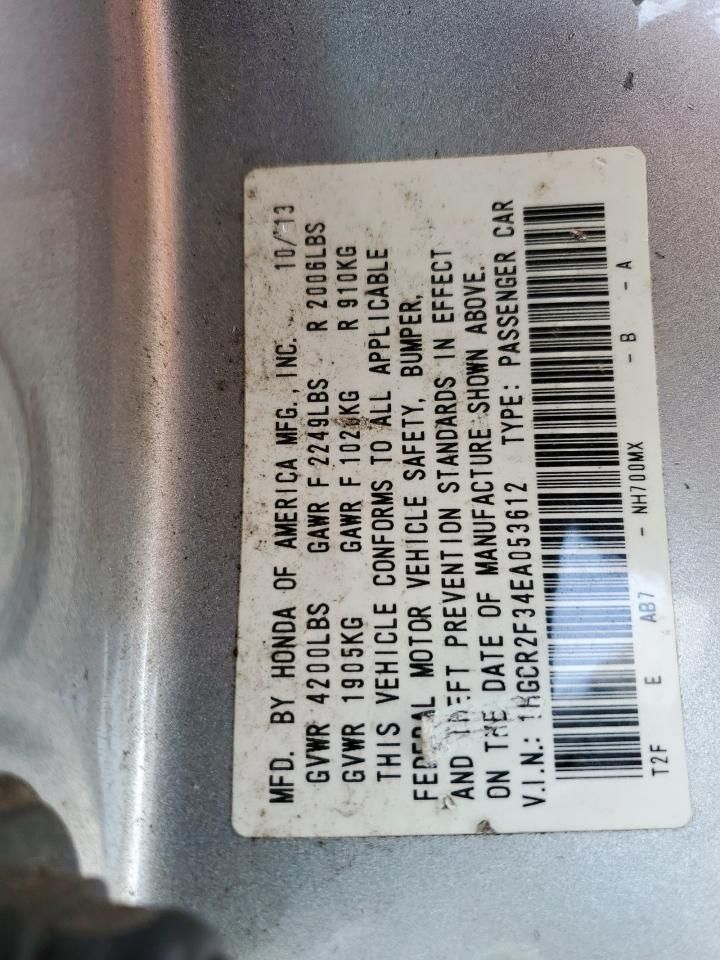 MFD. BY HONDA OF AMERICA MFG., INC. 10/13
GVWR 4200LBS GAWR F 2249LBS R 2006LBS
GVWR 1905KG GAWR F 1020KG R 910KG
THIS VEHICLE CONFORMS TO ALL APPLICABLE
FEDERAL MOTOR VEHICLE SAFETY, BUMPER,
AND THEFT PREVENTION STANDARDS IN EFFECT
ON THE DATE OF MANUFACTURE SHOWN ABOVE.
V.I.N.: 1HGCR2F34EA053612 TYPE: PASSENGER CAR
T2F E AB7 - NH700MX - B - A